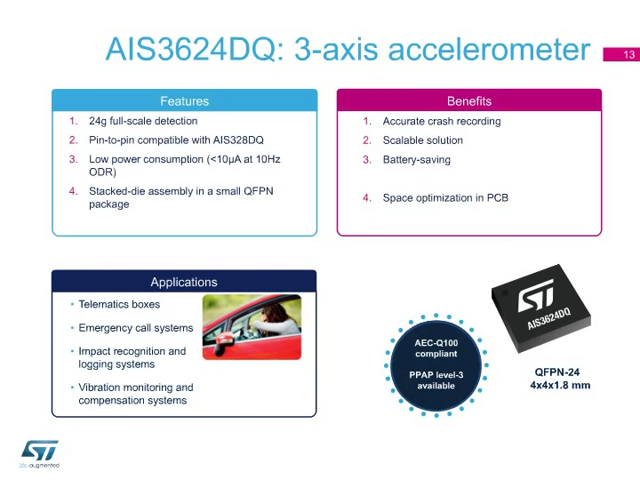 AIS3624DQ: 3-axis accelerometer
13
Features
1. 24g full-scale detection
2. Pin-to-pin compatible with AIS328DQ
3. Low power consumption (<10µA at 10Hz
ODR)
4. Stacked-die assembly in a small QFPN
package
Benefits
1. Accurate crash recording
2. Scalable solution
3. Battery-saving
4. Space optimization in PCB
Applications
• Telematics boxes
• Emergency call systems
• Impact recognition and
logging systems
• Vibration monitoring and
compensation systems
AEC-Q100
compliant
PPAP level-3
available
ST
AIS3624DQ
QFPN-24
4x4x1.8 mm
ST
life.augmented